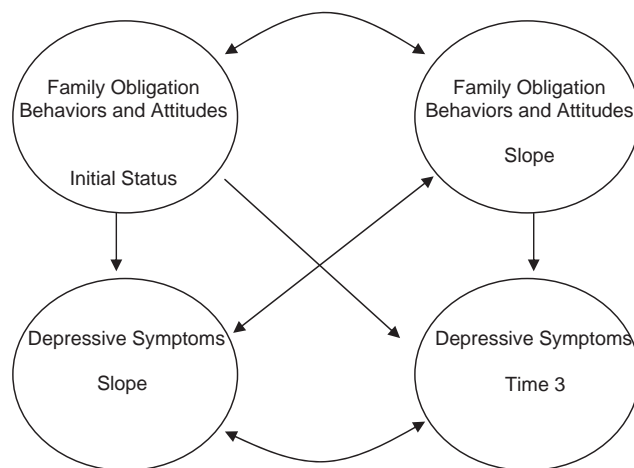 Family Obligation
Behaviors and Attitudes
Initial Status
Family Obligation
Behaviors and Attitudes
Slope
Depressive Symptoms
Slope
Depressive Symptoms
Time 3